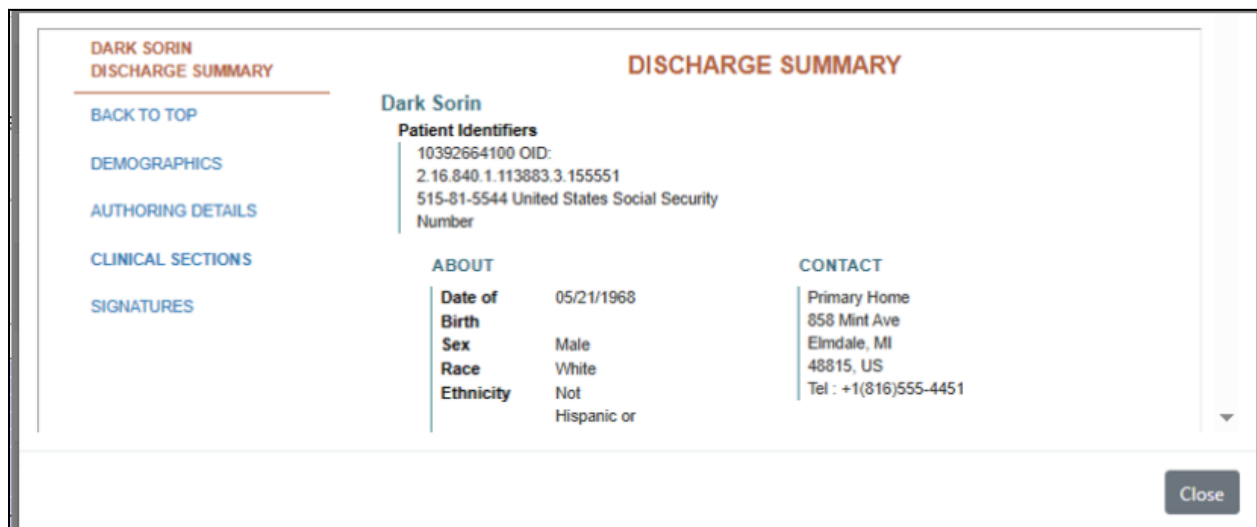 DARK SORIN
DISCHARGE SUMMARY
BACK TO TOP
DEMOGRAPHICS
AUTHORING DETAILS
CLINICAL SECTIONS
SIGNATURES
DISCHARGE SUMMARY
Dark Sorin
Patient Identifiers
10392664100 OID:
2.16.840.1.113883.3.155551
515-81-5544 United States Social Security
Number
ABOUT
Date of Birth 05/21/1968
Sex Male
Race White
Ethnicity Not
Hispanic or
CONTACT
Primary Home
858 Mint Ave
Elmdale, MI
48815, US
Tel : +1(816)555-4451
Close